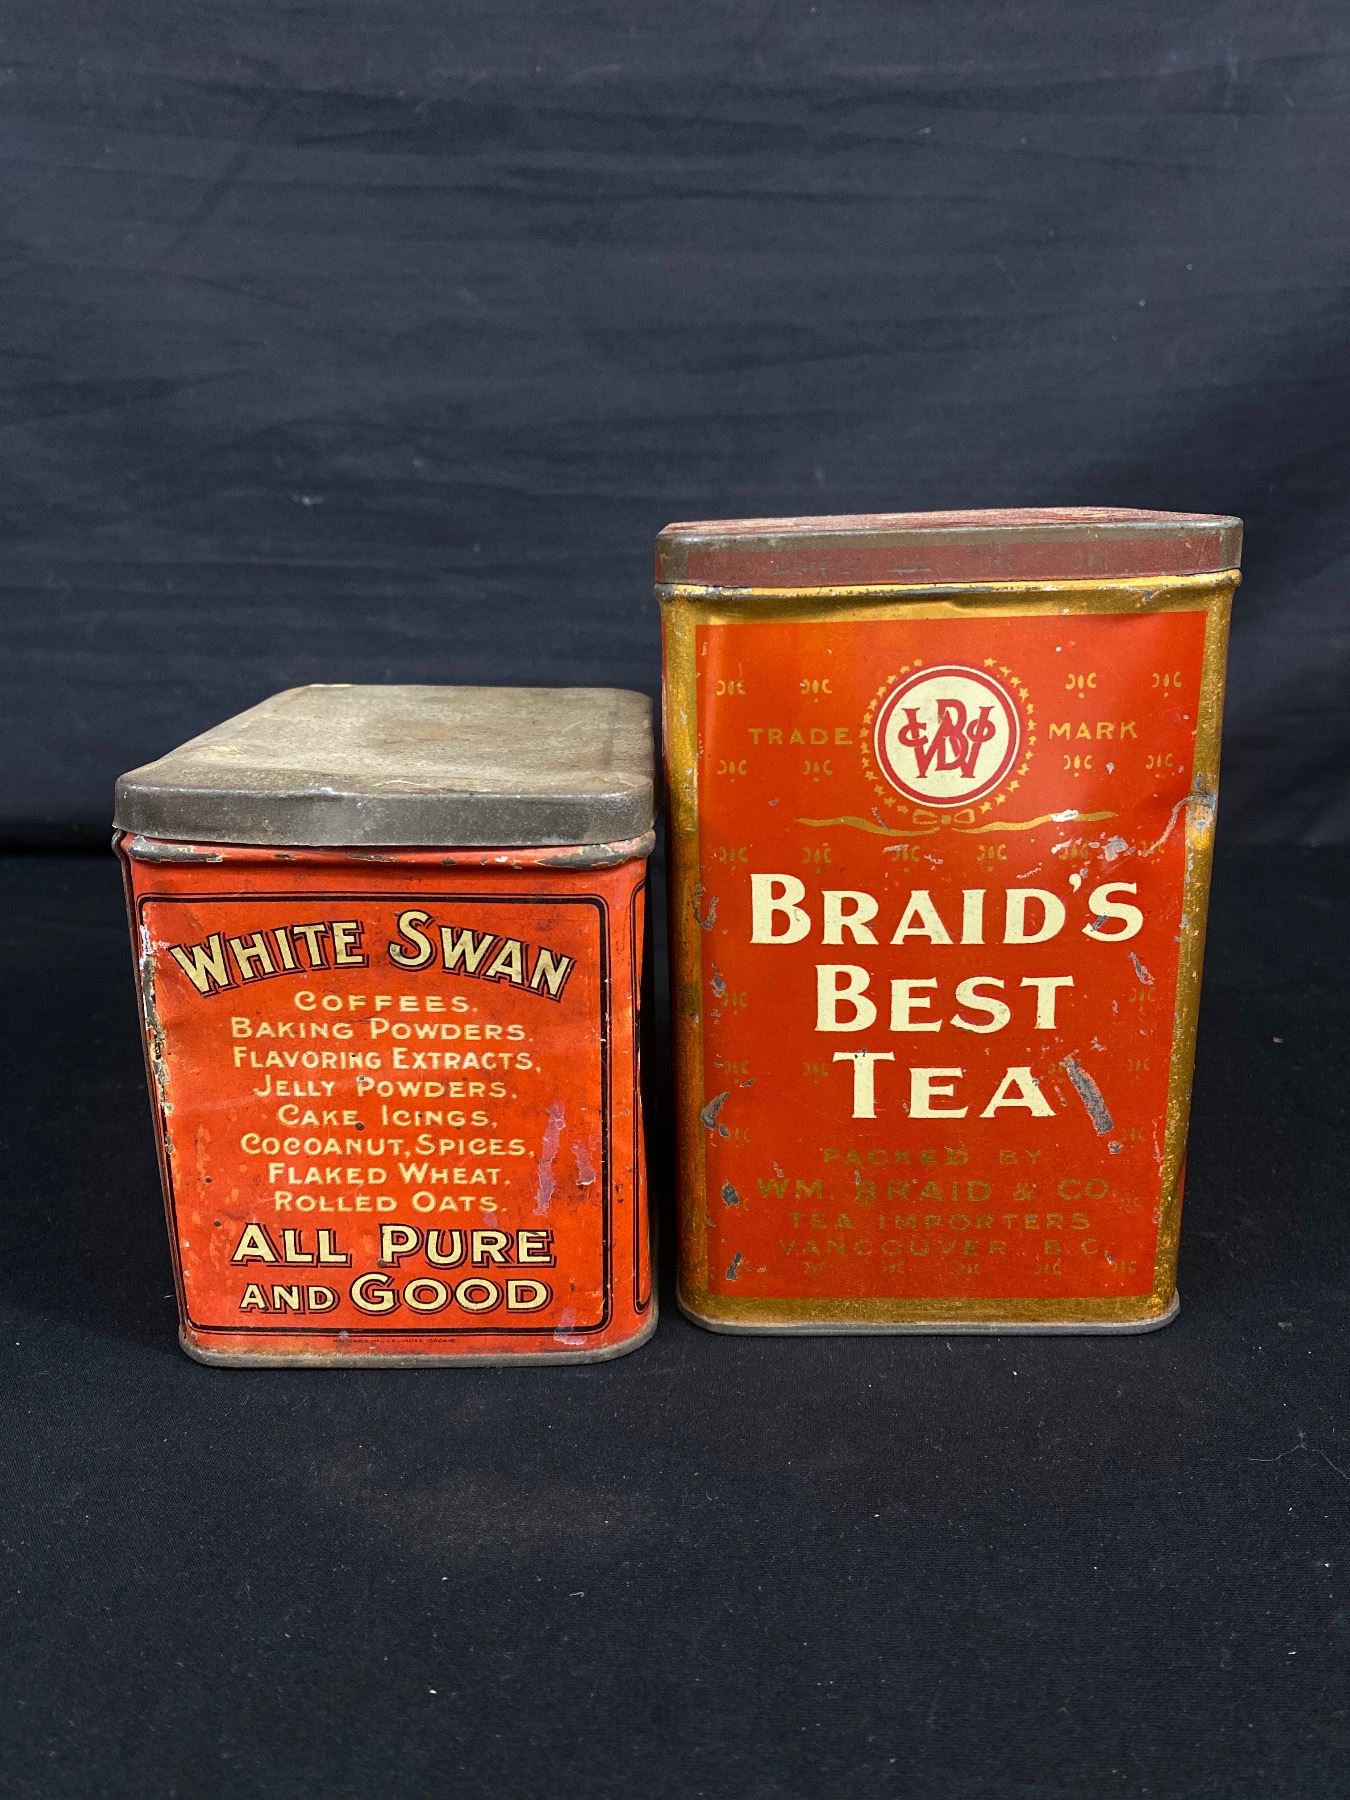 WHITE SWAN
COFFEES,
BAKING POWDERS,
FLAVORING EXTRACTS,
JELLY POWDERS,
CAKE ICINGS,
COCOANUT, SPICES,
FLAKED WHEAT,
ROLLED OATS.
ALL PURE
AND GOOD
TRADE MARK
BRAID'S
BEST
TEA
PACKED BY
WM. BRAID & CO.
TEA IMPORTERS
VANCOUVER, B.C.